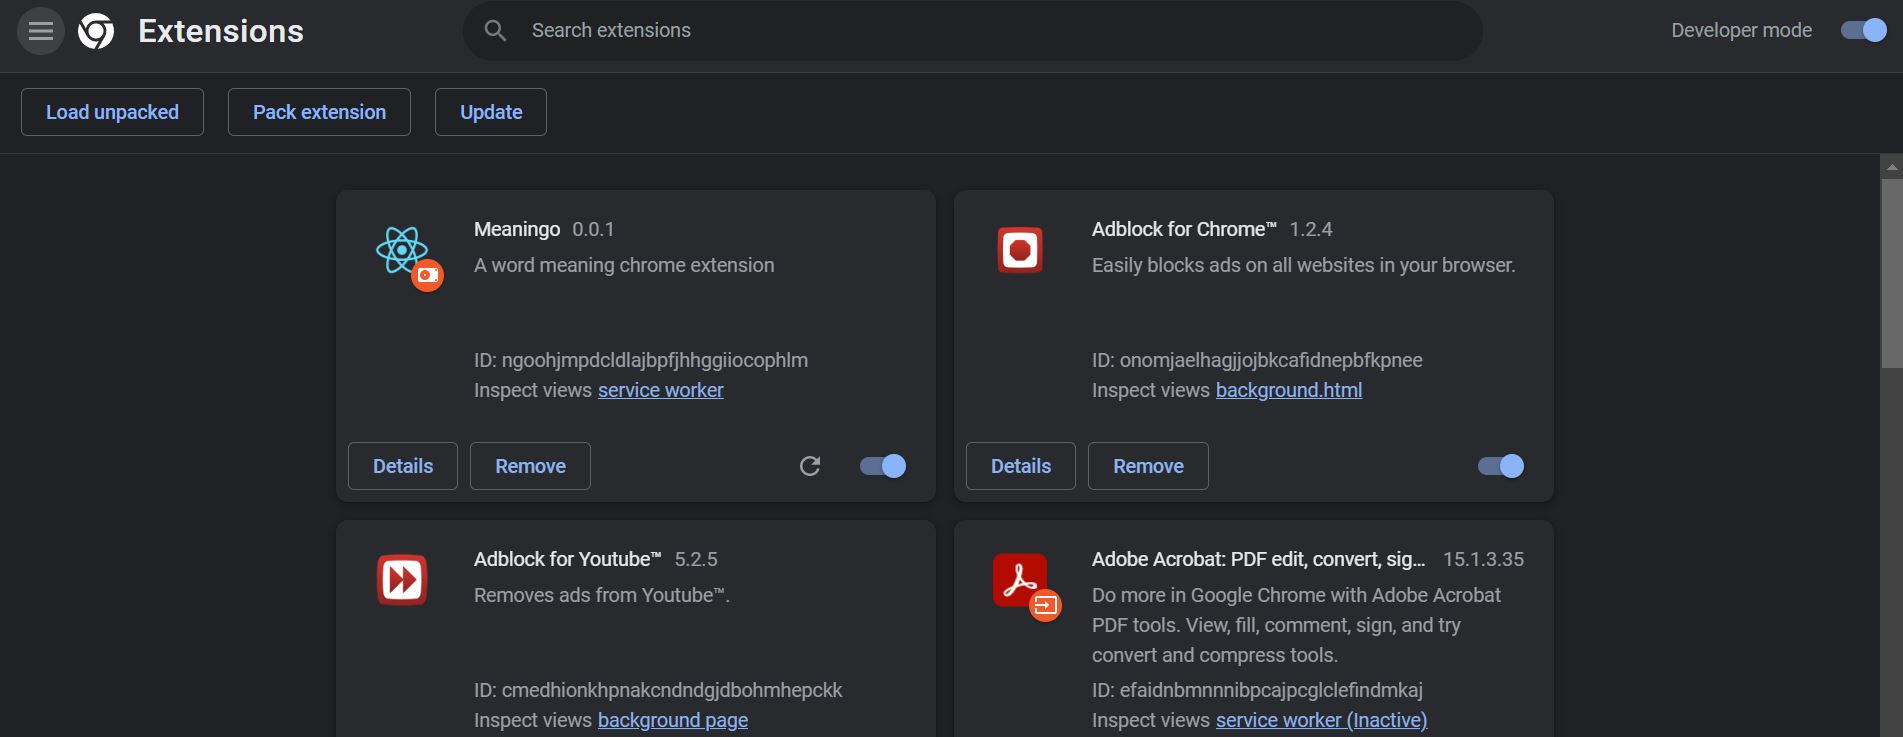 Extensions
Search extensions
Developer mode
Load unpacked
Pack extension
Update
Meaningo 0.0.1
A word meaning chrome extension
ID: ngoohjmpdcldlajbpfjhhggiiocophlm
Inspect views service worker
Details
Remove
Adblock for Chrome™ 1.2.4
Easily blocks ads on all websites in your browser.
ID: onomjaelhagjjojbkcafidnepbfkpnee
Inspect views background.html
Details
Remove
Adblock for Youtube™ 5.2.5
Removes ads from Youtube™.
ID: cmedhionkhpnakcndndgjdbohmhepckk
Inspect views background page
Adobe Acrobat: PDF edit, convert, sig... 15.1.3.35
Do more in Google Chrome with Adobe Acrobat
PDF tools. View, fill, comment, sign, and try
convert and compress tools.
ID: efaidnbmnnnibpcajpcglclefindmkaj
Inspect views service worker (Inactive)